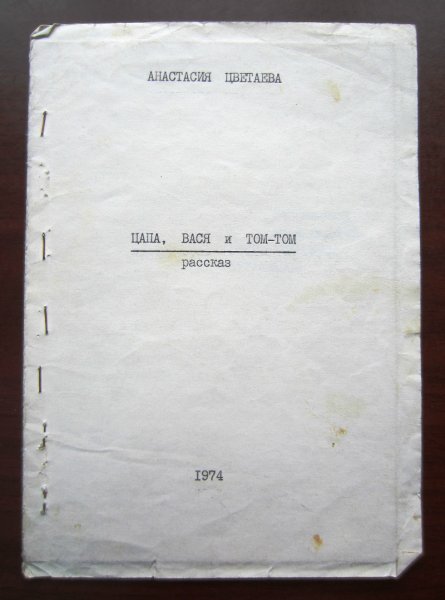 АНАСТАСИЯ ЦВЕТАЕВА
ЦАПА, ВАСЯ и ТОМ-ТОМ
рассказ
1974